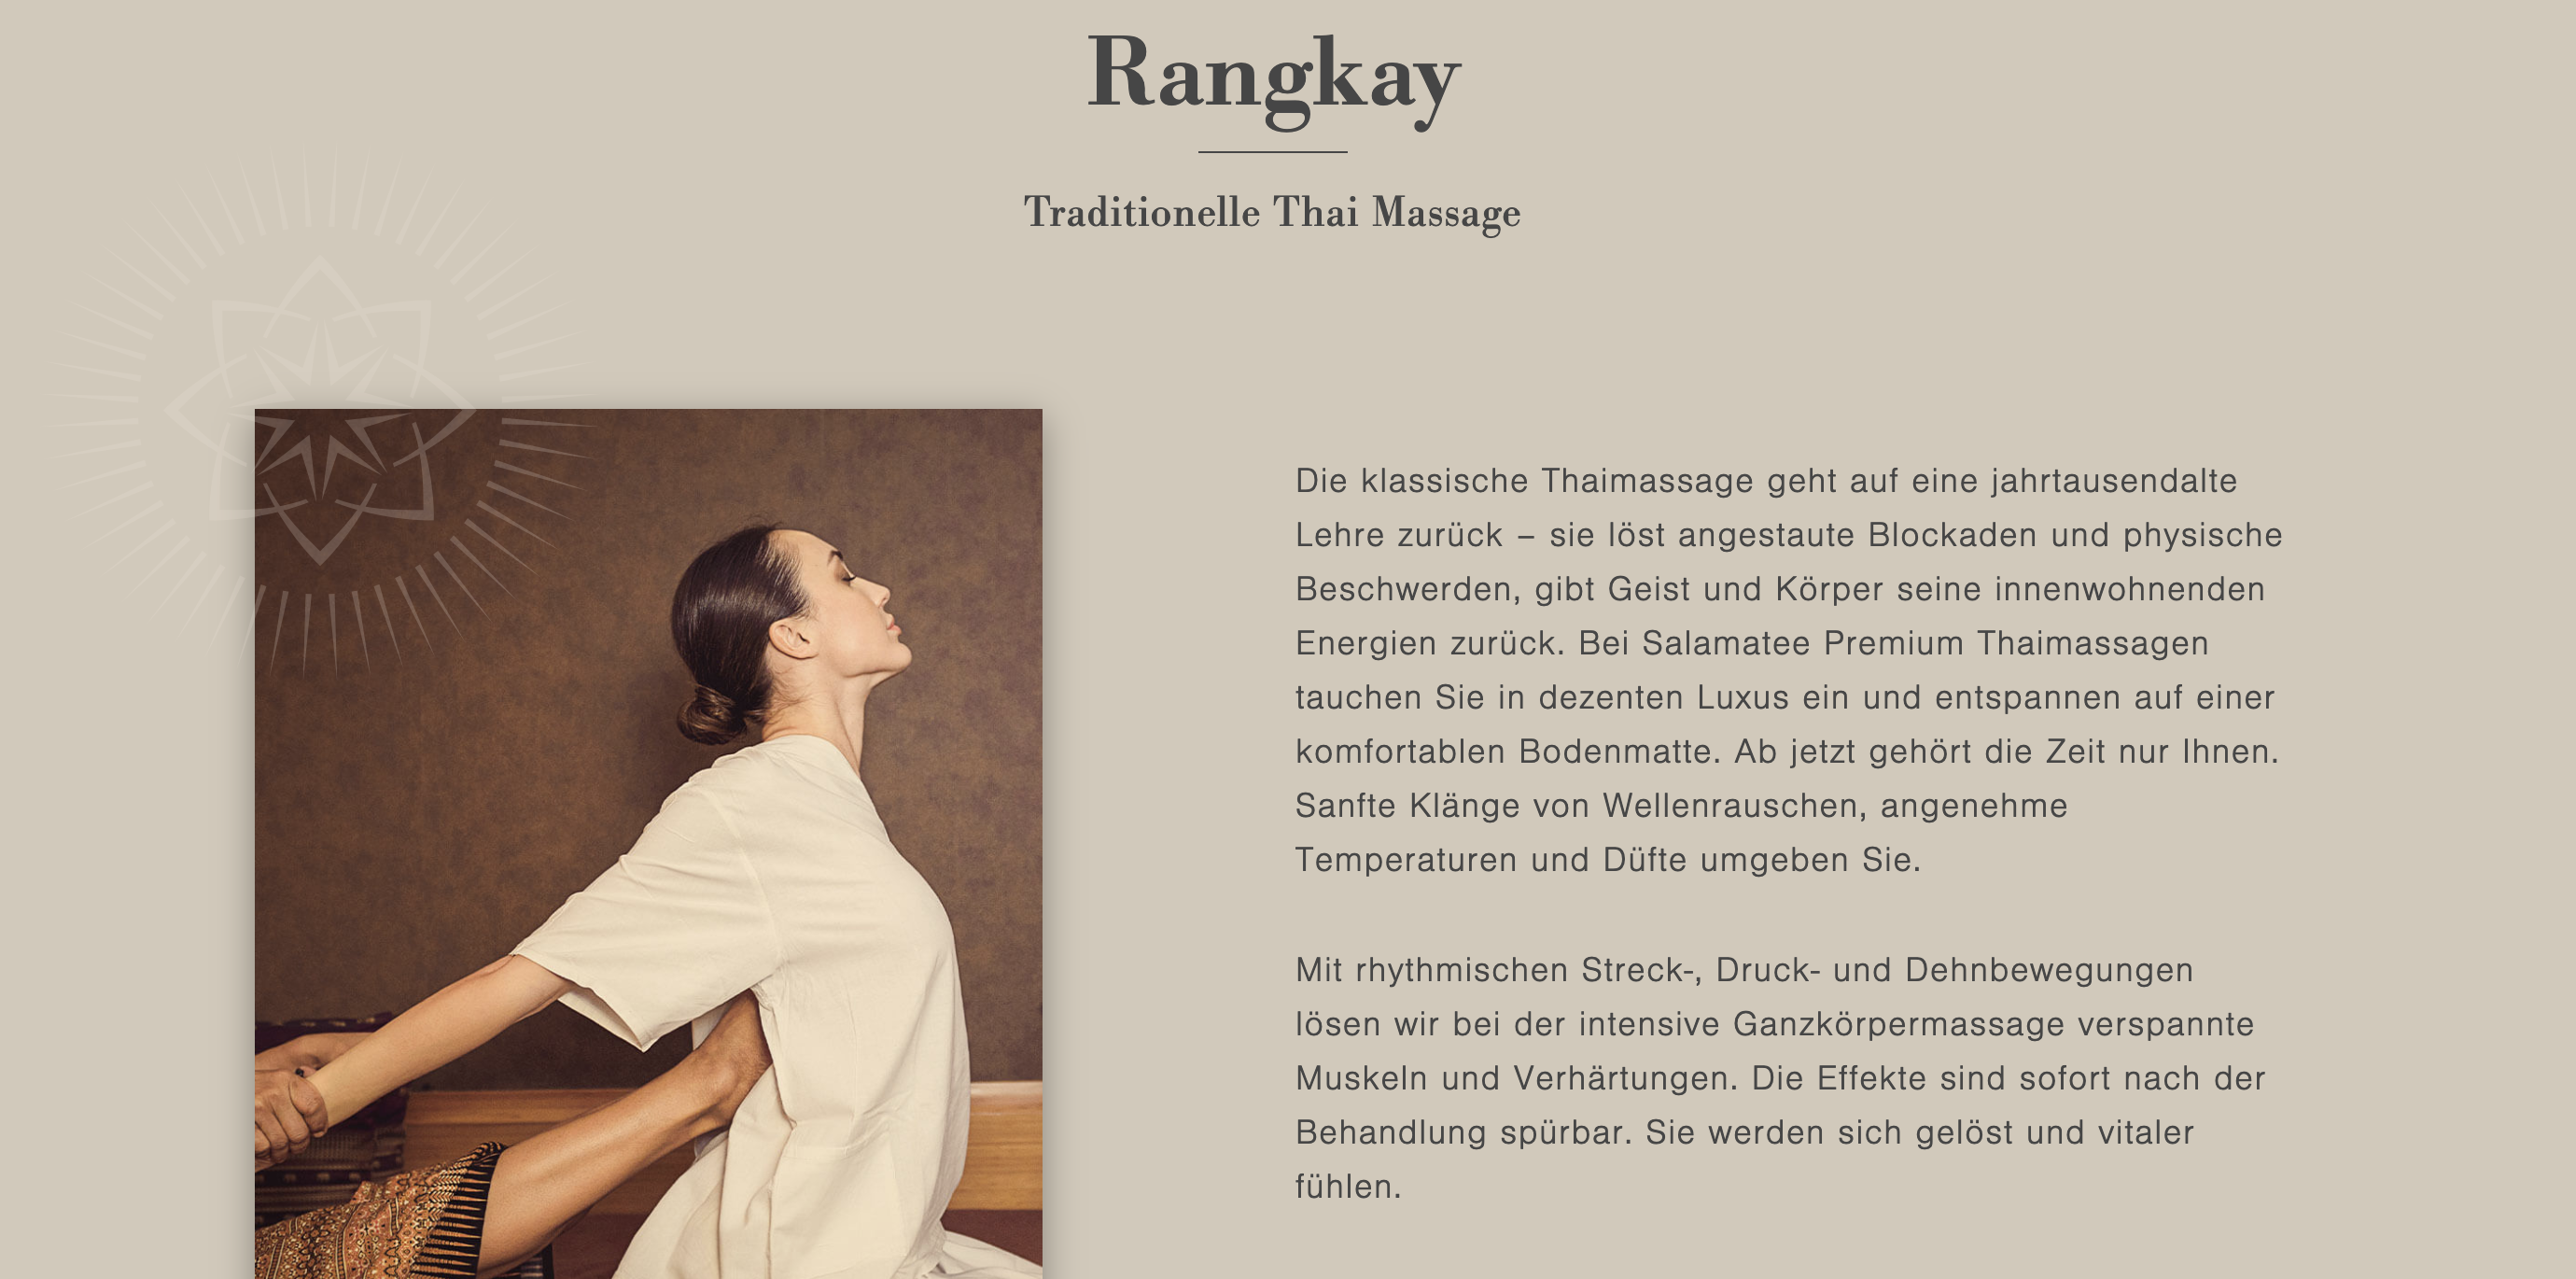 Rangkay
Traditionelle Thai Massage
Die klassische Thaimassage geht auf eine jahrtausendalte
Lehre zurück – sie löst angestaute Blockaden und physische
Beschwerden, gibt Geist und Körper seine innenwohnenden
Energien zurück. Bei Salamatee Premium Thaimassagen
tauchen Sie in dezenten Luxus ein und entspannen auf einer
komfortablen Bodenmatte. Ab jetzt gehört die Zeit nur Ihnen.
Sanfte Klänge von Wellenrauschen, angenehme
Temperaturen und Düfte umgeben Sie.
Mit rhythmischen Streck-, Druck- und Dehnbewegungen
lösen wir bei der intensive Ganzkörpermassage verspannte
Muskeln und Verhärtungen. Die Effekte sind sofort nach der
Behandlung spürbar. Sie werden sich gelöst und vitaler
fühlen.